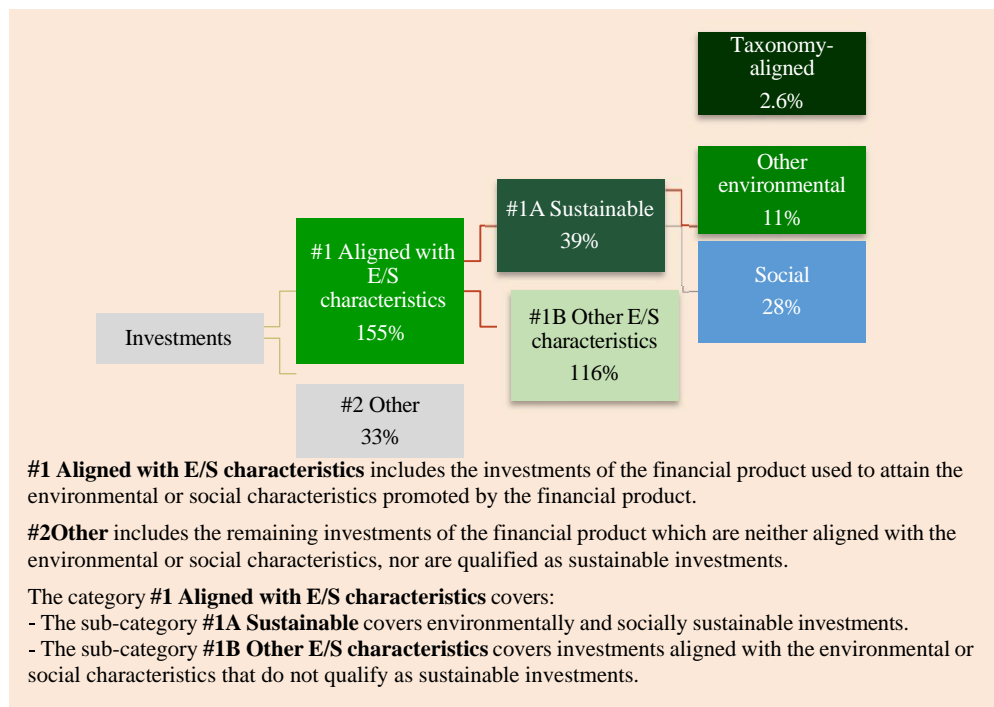 Taxonomy-
aligned
2.6%
Other
environmental
11%
#1A Sustainable
39%
#1 Aligned with
E/S
characteristics
155%
Social
28%
#1B Other E/S
characteristics
116%
Investments
#2 Other
33%
#1 Aligned with E/S characteristics includes the investments of the financial product used to attain the
environmental or social characteristics promoted by the financial product.
#2Other includes the remaining investments of the financial product which are neither aligned with the
environmental or social characteristics, nor are qualified as sustainable investments.
The category #1 Aligned with E/S characteristics covers:
- The sub-category #1A Sustainable covers environmentally and socially sustainable investments.
- The sub-category #1B Other E/S characteristics covers investments aligned with the environmental or
social characteristics that do not qualify as sustainable investments.